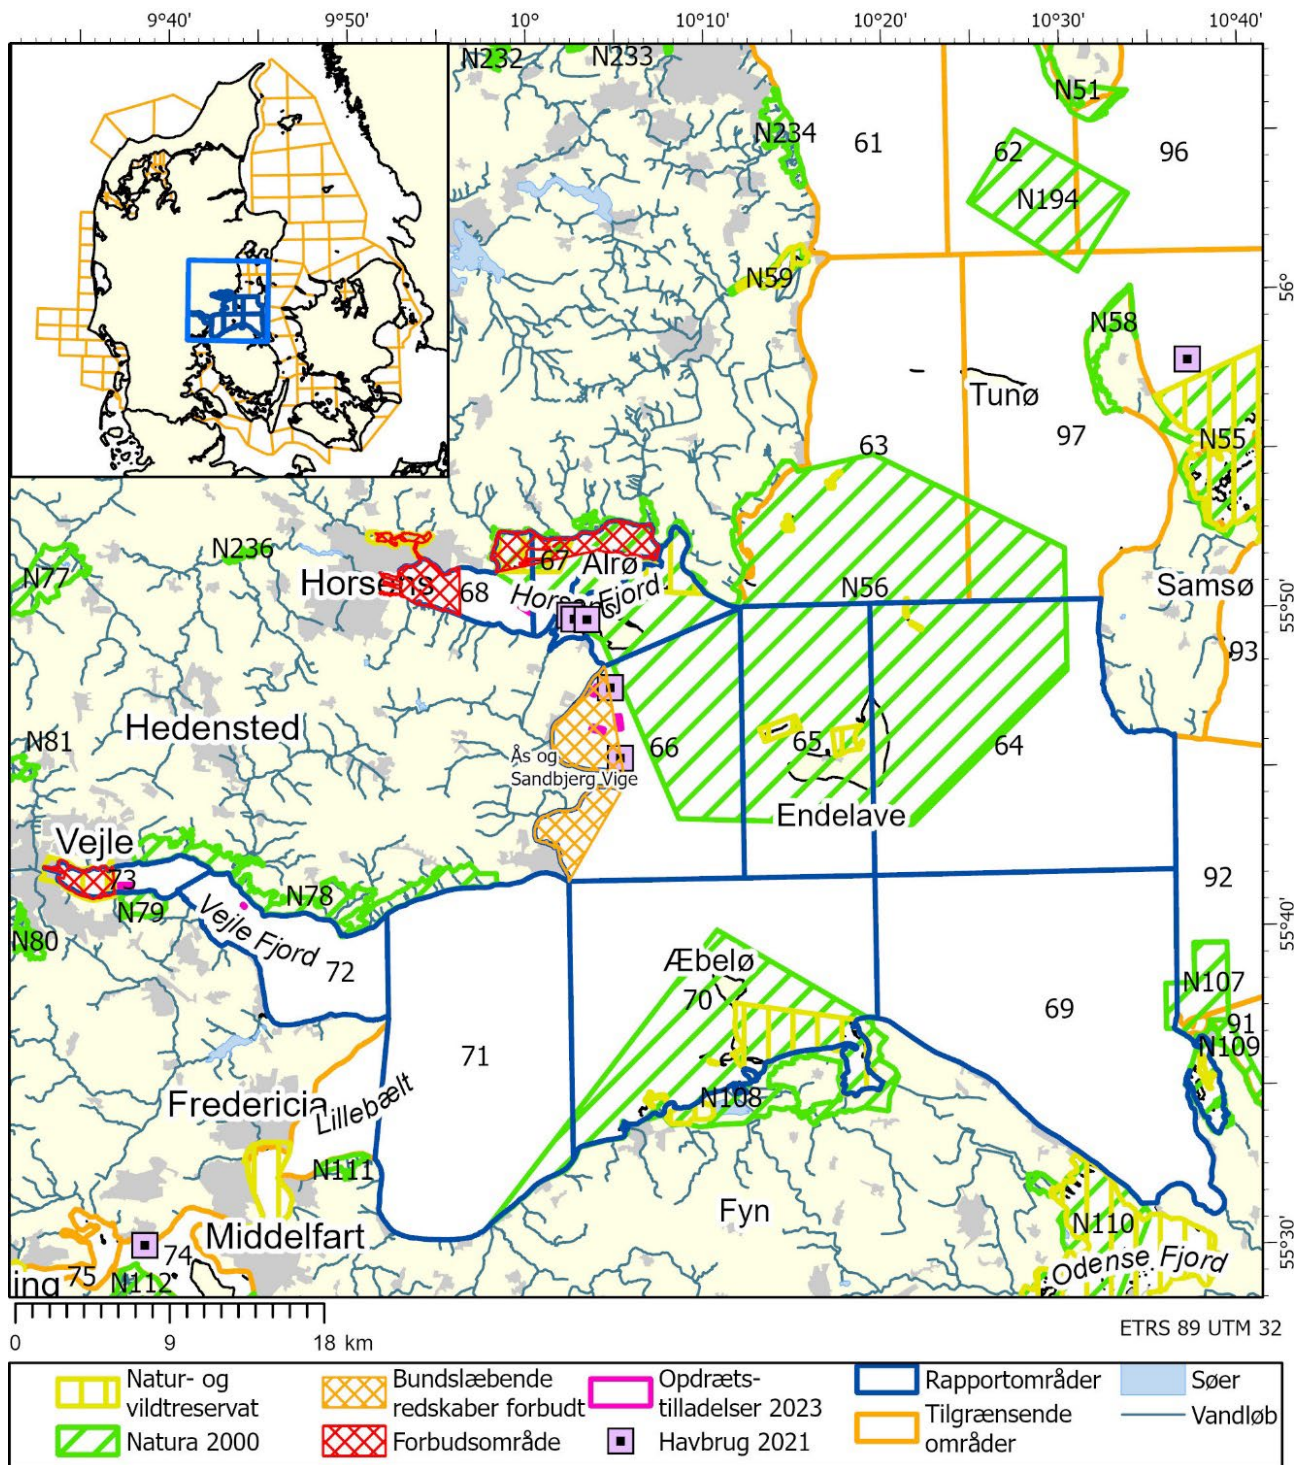 9°40' 9°50' 10° 10°10' 10°20' 10°30' 10°40'
N232 N233
N51
N234 61 62 96
N194
N59
56°
N58
Tunø
97
63 N55
N236 67
N77 Alrø
Horsens 68 Horsens Fjord N56 Samsø
55°50'
93
Hedensted
N81 66 65 64
Ås og
Sandbjerg Vige
Endelave
Vejle
73 N78 92
N79
N80 Vejle Fjord 55°40'
72 Æbelø
70 N107
69 91
71 N109
Fredericia N108
Lillebælt
N111
Fyn
Middelfart N110
74 55°30'
75 N112 Odense Fjord
ing
0 9 18 km
ETRS 89 UTM 32
Natur- og
vildtreservat
Natura 2000
Bundslæbende
redskaber forbudt
Forbudsområde
Opdræts-
tilladelser 2023
Havbrug 2021
Rapportområder
Tilgrænsende
områder
Søer
Vandløb